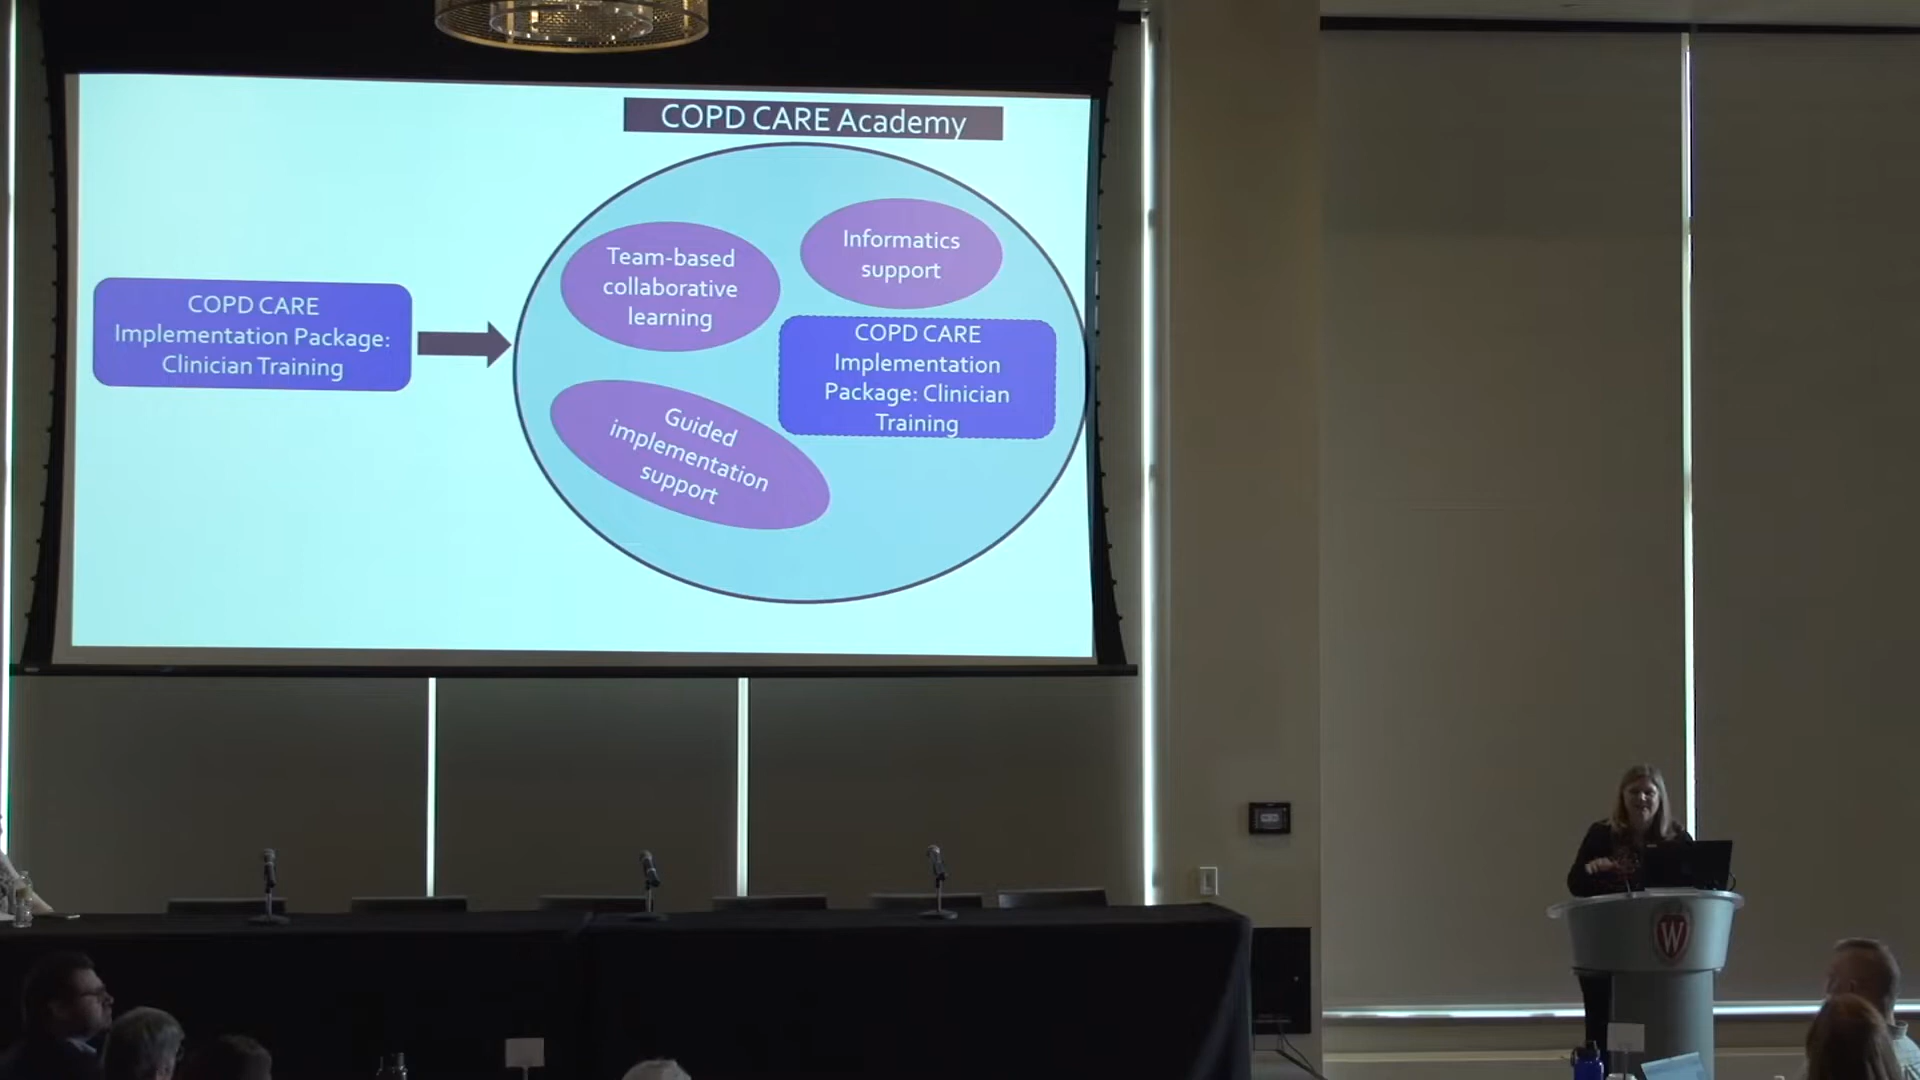 COPD CARE Academy
COPD CARE
Implementation Package:
Clinician Training
Team-based
collaborative
learning
Informatics
support
COPD CARE
Implementation
Package: Clinician
Training
Guided
implementation
support
W